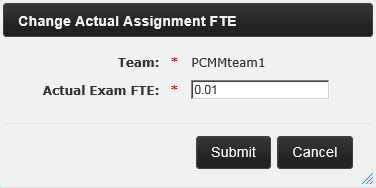 Change Actual Assignment FTE
Team: * PCMMteam1
Actual Exam FTE: * 0.01
Submit Cancel